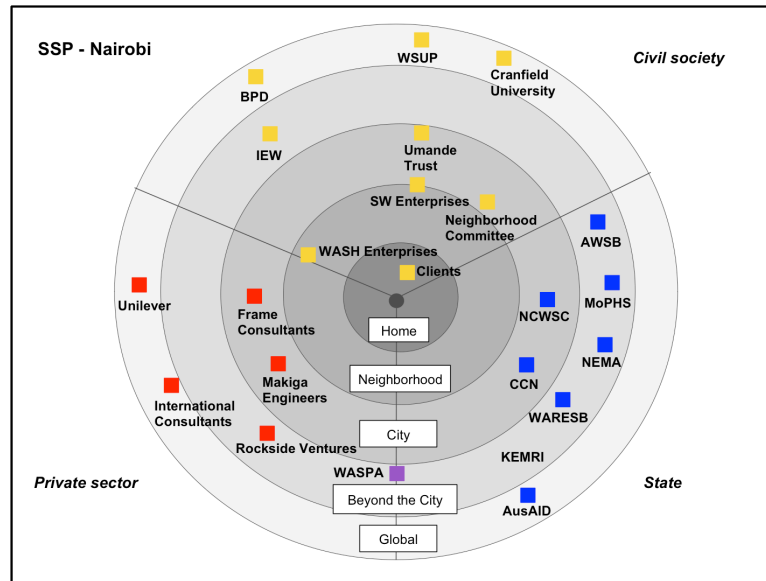 SSP - Nairobi
WSUP
Civil society
Cranfield
University
BPD
IEW
Umande
Trust
SW Enterprises
Neighborhood
Committee
AWSB
WASH Enterprises
Clients
MoPHS
Unilever
Frame
Consultants
NCWSC
Home
NEMA
Makiga
Engineers
Neighborhood
CCN
International
Consultants
WARESB
City
Rockside Ventures
KEMRI
WASPA
Private sector
State
Beyond the City
AusAID
Global